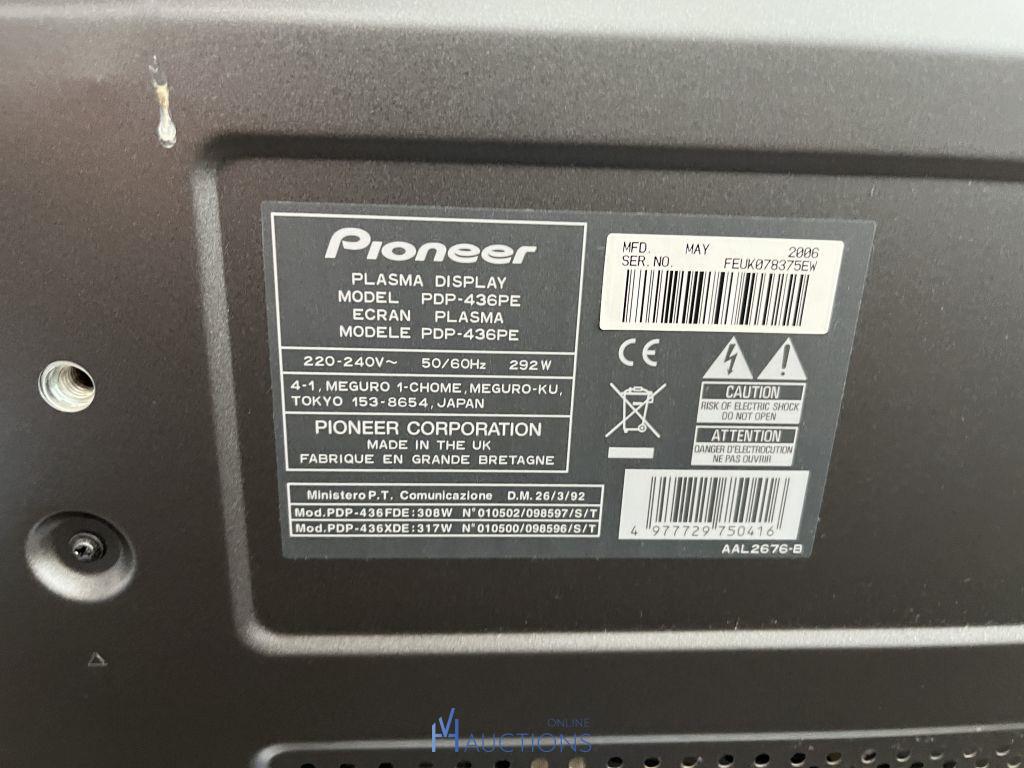 Pioneer
PLASMA DISPLAY
MODEL PDP-436PE
ECRAN PLASMA
MODELE PDP-436PE
220-240V~ 50/60Hz 292W
4-1, MEGURO 1-CHOME, MEGURO-KU,
TOKYO 153-8654, JAPAN
PIONEER CORPORATION
MADE IN THE UK
FABRIQUE EN GRANDE BRETAGNE
Ministero P.T. Comunicazione D.M. 26/3/92
Mod.PDP-436FDE:308W N°010502/098597/S/T
Mod.PDP-436XDE:317W N°010500/098596/S/T
MFD. MAY 2006
SER.NO. FEUK078375EW
CE
CAUTION
RISK OF ELECTRIC SHOCK
DO NOT OPEN
ATTENTION
DANGER D'ELECTROCUTION
NE PAS OUVRIR
4 977729 750416
AAL2676-B
HV ONLINE
AUCTIONS